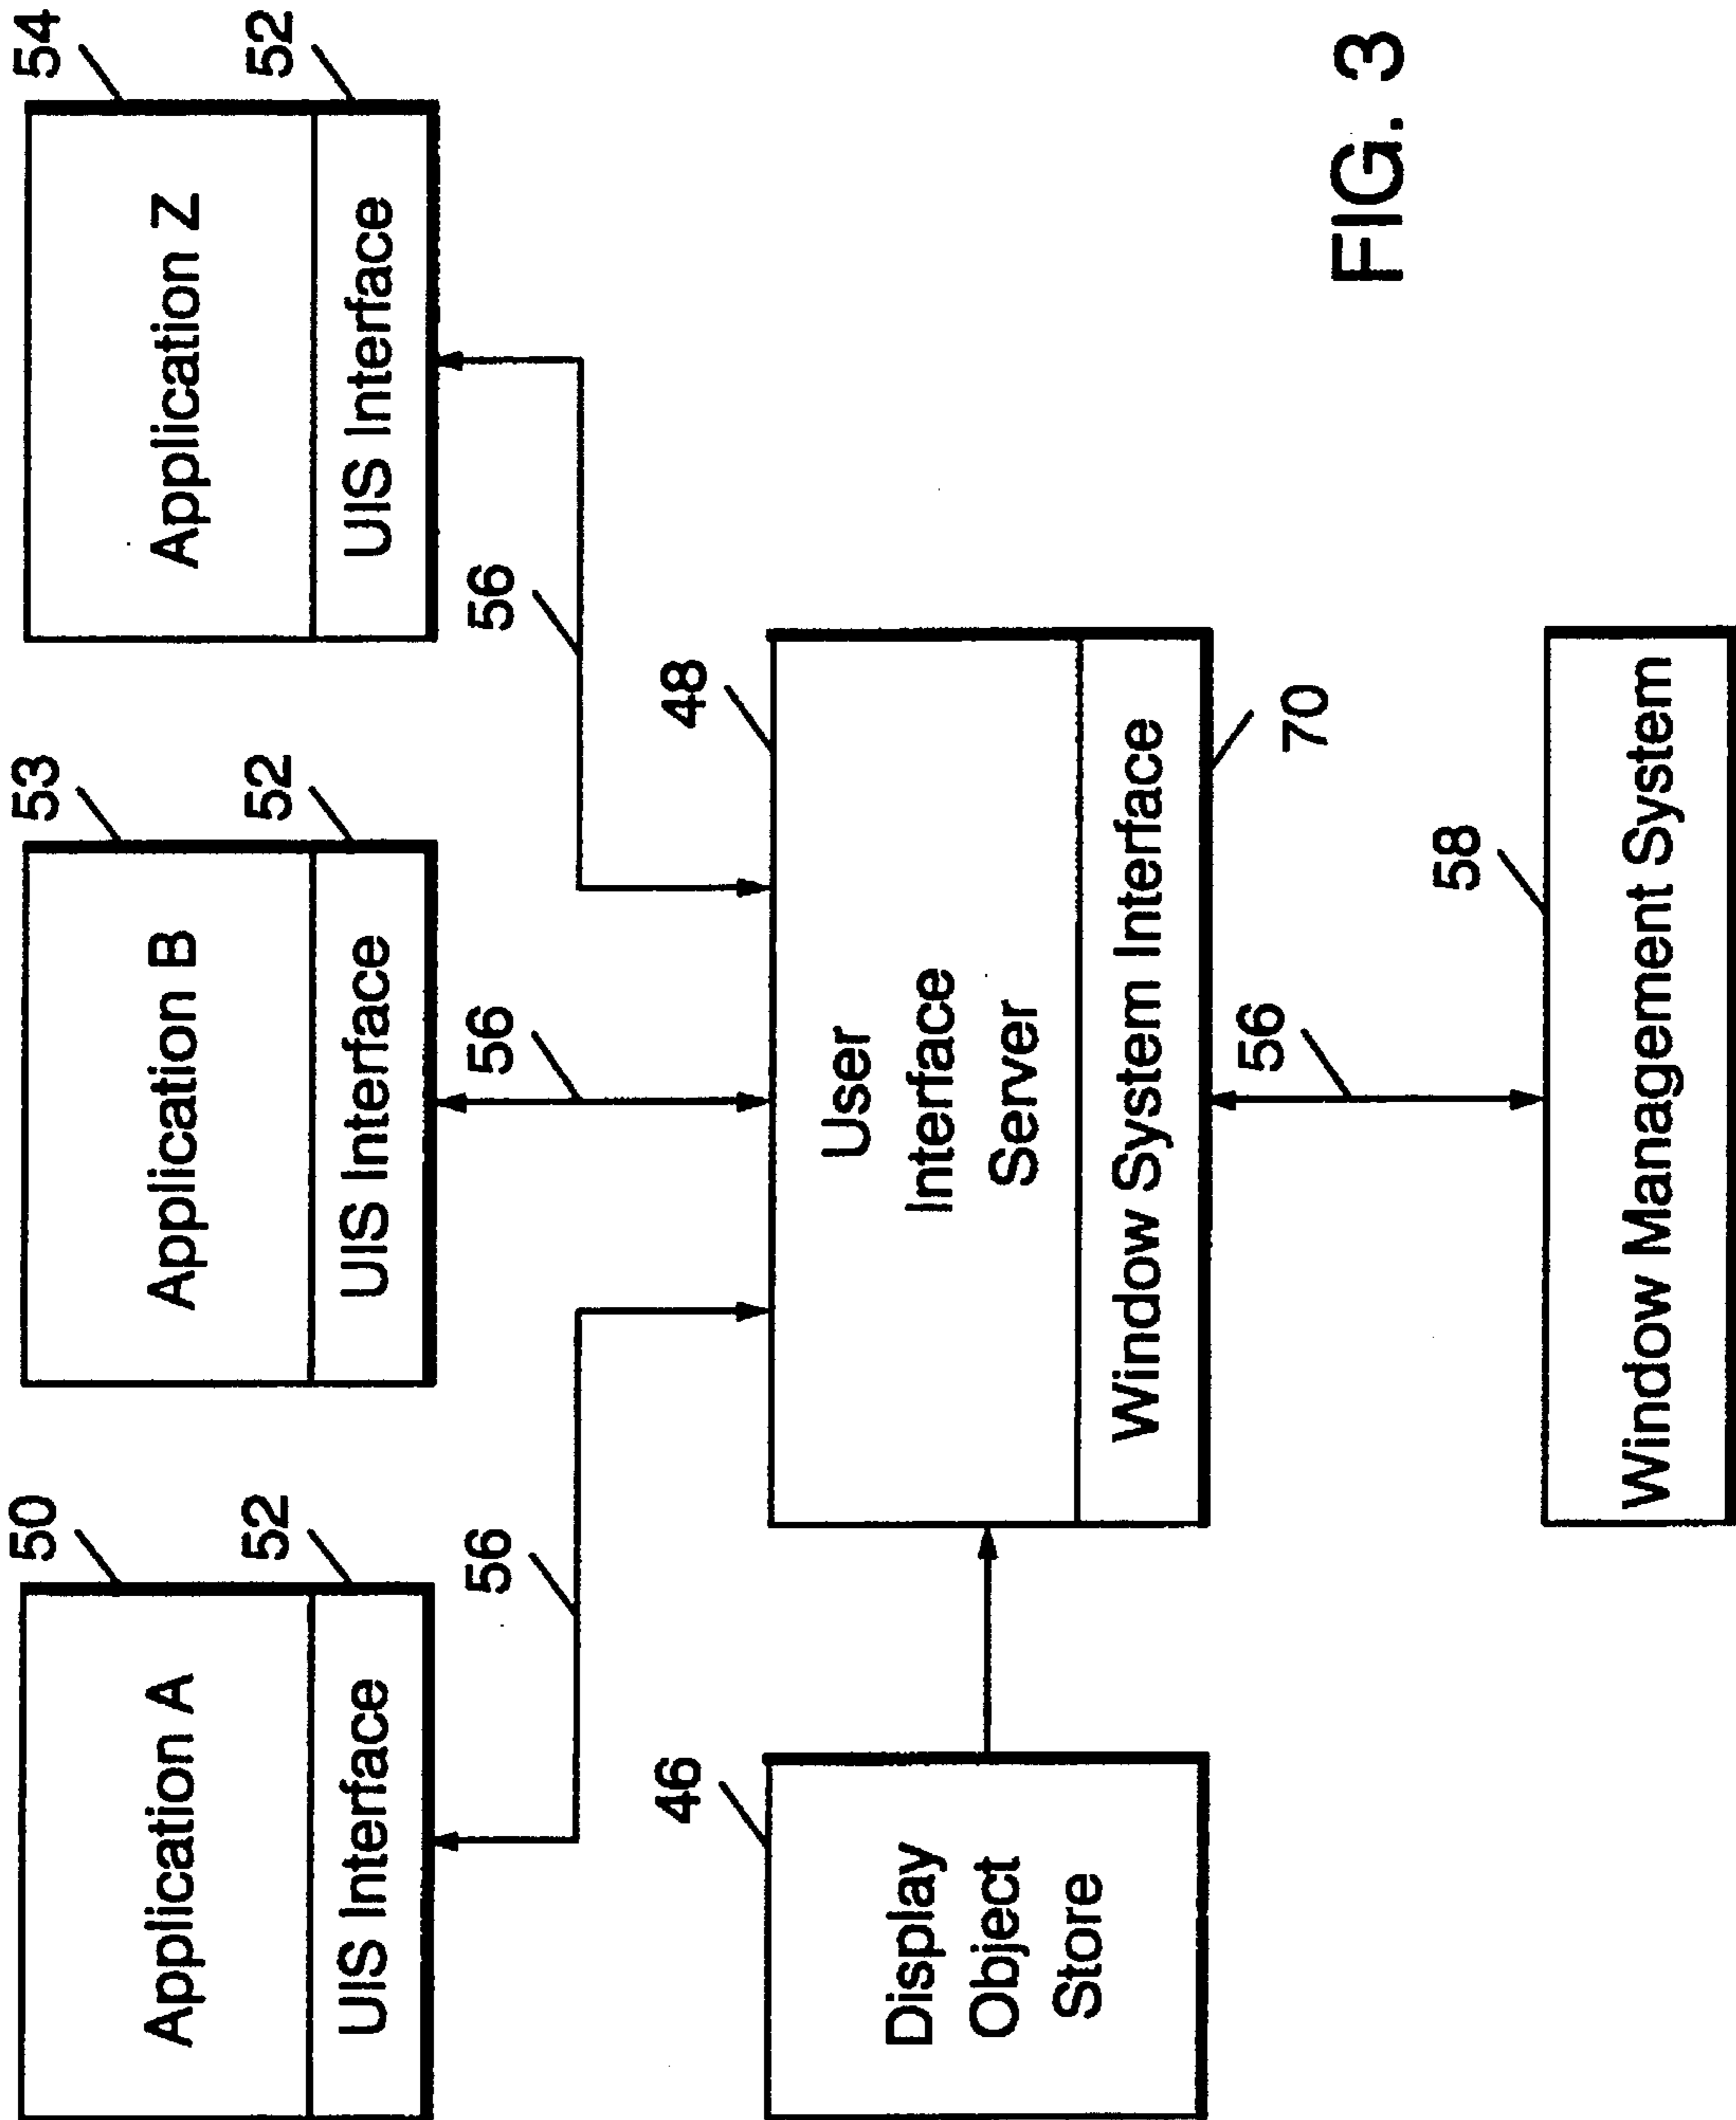 50
Application A
52
UIS Interface
53
Application B
52
UIS Interface
54
Application Z
52
UIS Interface
56
56
56
46
Display
Object
Store
48
User
Interface
Server
Window System Interface
70
56
58
Window Management System
FIG. 3